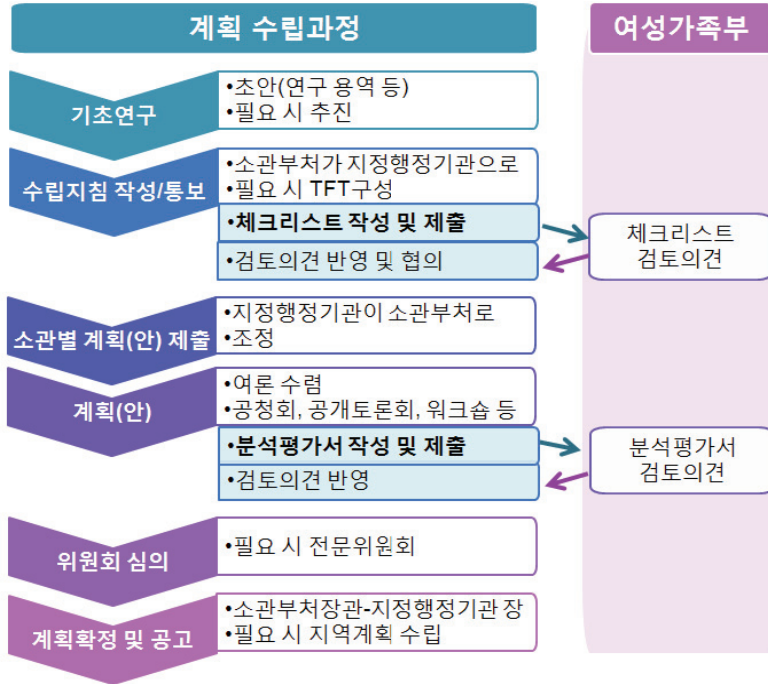 계획 수립과정
여성가족부
기초연구
•초안(연구 용역 등)
•필요 시 추진
수립지침 작성/통보
•소관부처가 지정행정기관으로
•필요 시 TFT구성
•체크리스트 작성 및 제출
•검토의견 반영 및 협의
체크리스트
검토의견
소관별 계획(안) 제출
•지정행정기관이 소관부처로
•조정
계획(안)
•여론 수렴
•공청회, 공개토론회, 워크숍 등
•분석평가서 작성 및 제출
•검토의견 반영
분석평가서
검토의견
위원회 심의
•필요 시 전문위원회
계획확정 및 공고
•소관부처장관-지정행정기관 장
•필요 시 지역계획 수립